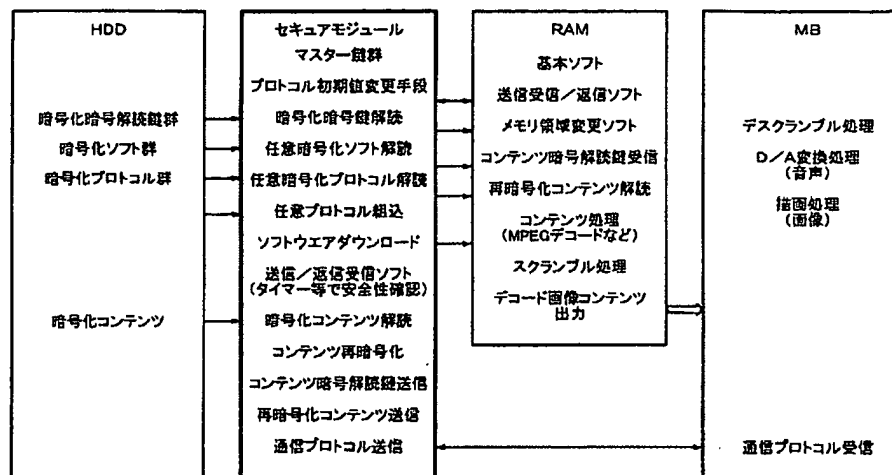 HDD
暗号化暗号解読鍵群
暗号化ソフト群
暗号化プロトコル群
暗号化コンテンツ
セキュアモジュール
マスター鍵群
プロトコル初期値変更手段
暗号化暗号鍵解読
任意暗号化ソフト解読
任意暗号化プロトコル解読
任意プロトコル組込
ソフトウエアダウンロード
送信/返信受信ソフト
(タイマー等で安全性確認)
暗号化コンテンツ解読
コンテンツ再暗号化
コンテンツ暗号解読鍵送信
再暗号化コンテンツ送信
通信プロトコル送信
RAM
基本ソフト
送信受信/返信ソフト
メモリ領域変更ソフト
コンテンツ暗号解読鍵受信
再暗号化コンテンツ解読
コンテンツ処理
(MPEGデコードなど)
スクランブル処理
デコード画像コンテンツ
出力
MB
デスクランブル処理
D/A変換処理
(音声)
描画処理
(画像)
通信プロトコル受信